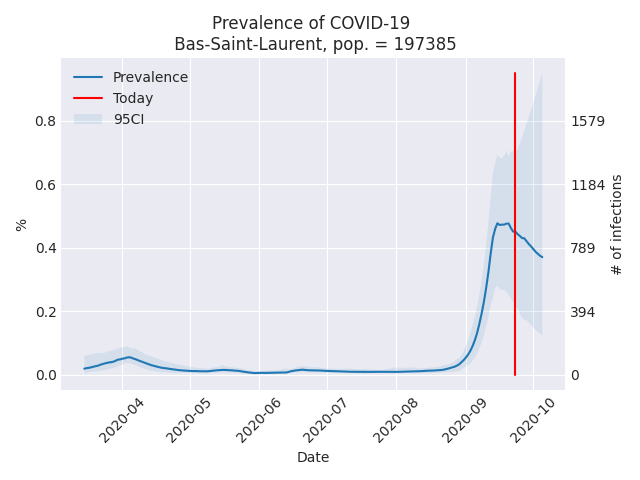 Prevalence of COVID-19
Bas-Saint-Laurent, pop. = 197385
Prevalence
Today
95CI
0.8
0.6
0.4
0.2
0.0
%
1579
1184
789
394
0
# of infections
2020-04
2020-05
2020-06
2020-07
2020-08
2020-09
2020-10
Date